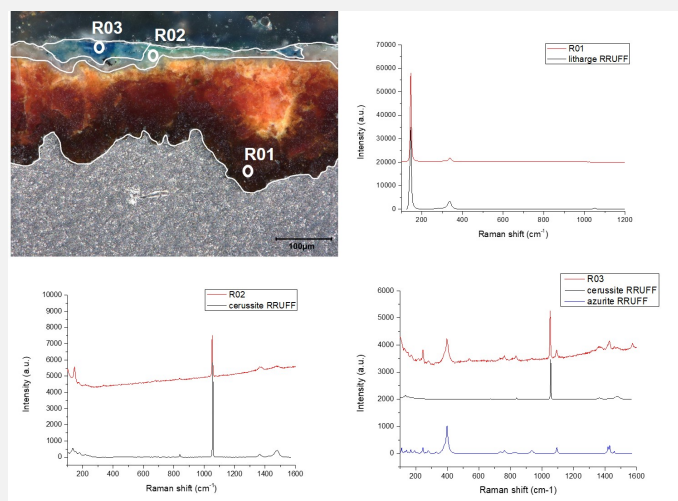 R03
R02
R01
100µm
R01
litharge RRUFF
Intensity (a.u.)
70000
60000
50000
40000
30000
20000
10000
0
200
400
600
800
1000
1200
Raman shift (cm-1)
R02
cerussite RRUFF
Intensity (a.u.)
10000
9000
8000
7000
6000
5000
4000
3000
2000
1000
0
200
400
600
800
1000
1200
1400
1600
Raman shift (cm-1)
R03
cerussite RRUFF
azurite RRUFF
Intensity (a.u.)
6000
5000
4000
3000
2000
1000
0
200
400
600
800
1000
1200
1400
1600
Raman shift (cm-1)